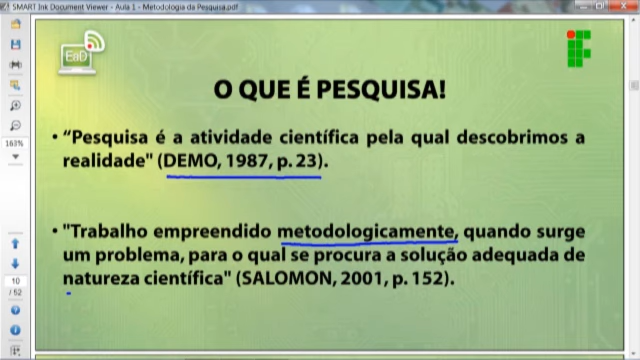 SMART Ink Document Viewer - Aula 1 - Metodologia da Pesquisa.pdf
EaD
O QUE É PESQUISA!
• “Pesquisa é a atividade científica pela qual descobrimos a
realidade" (DEMO, 1987, p. 23).
• "Trabalho empreendido metodologicamente, quando surge
um problema, para o qual se procura a solução adequada de
natureza científica" (SALOMON, 2001, p. 152).
163%
10
/ 52